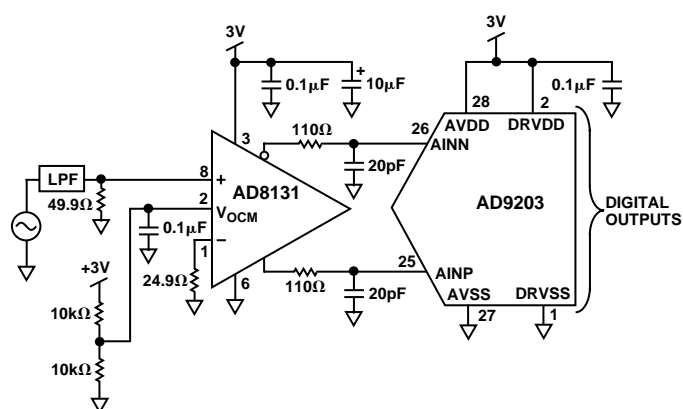 3V
3V
0.1µF
+
10µF
0.1µF
28
2
3
110Ω
26
AVDD
DRVDD
AINN
LPF
8
+
20pF
49.9Ω
2
AD8131
VOCM
AD9203
DIGITAL
OUTPUTS
0.1µF
1
−
25
AINP
+3V
24.9Ω
6
110Ω
20pF
AVSS
DRVSS
10kΩ
27
1
10kΩ